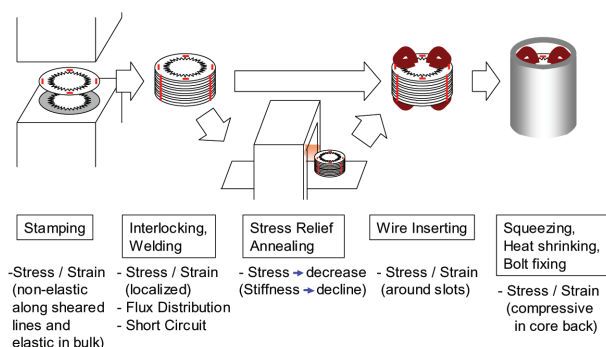 Stamping
-Stress / Strain
(non-elastic
along sheared
lines and
elastic in bulk)
Interlocking,
Welding
- Stress / Strain
(localized)
- Flux Distribution
- Short Circuit
Stress Relief
Annealing
- Stress → decrease
(Stiffness → decline)
Wire Inserting
- Stress / Strain
(around slots)
Squeezing,
Heat shrinking,
Bolt fixing
- Stress / Strain
(compressive
in core back)